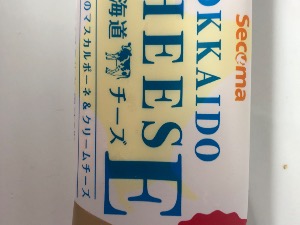 Secoma
OKKAIDO
HEESE
海道 チーズ
のマスカルポーネ & クリームチーズ